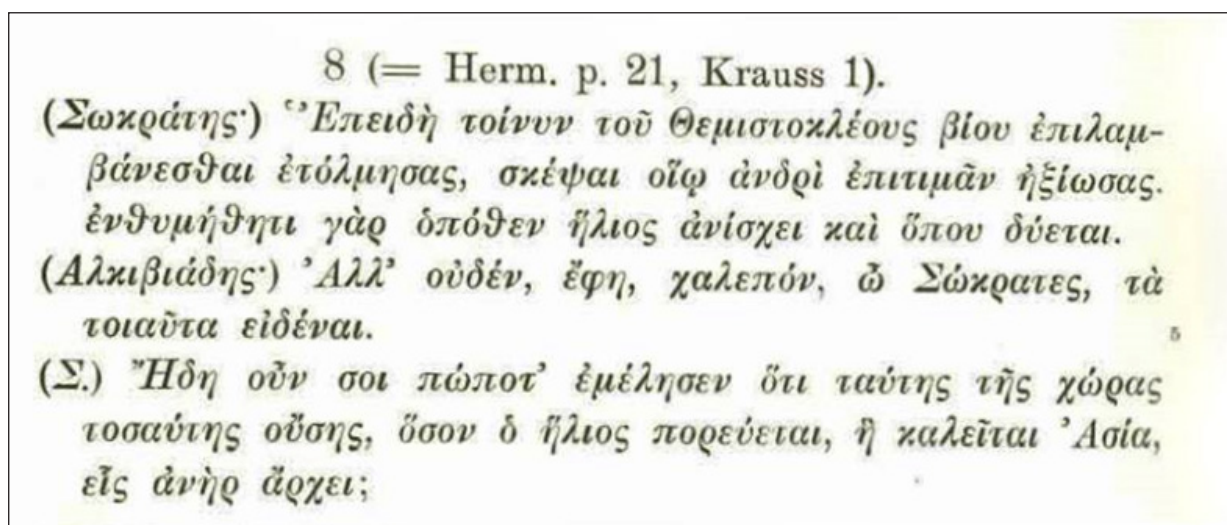 8 (= Herm. p. 21, Krauss 1).
(Σωκράτης·) “Ἐπειδὴ τοίνυν τοῦ Θεμιστοκλέους βίου ἐπιλαμ-
βάνεσθαι ἐτόλμησας, σκέψαι οἵῳ ἀνδρὶ ἐπιτιμᾶν ἠξίωσας.
ἐνθυμήθητι γὰρ ὁπόθεν ἥλιος ἀνίσχει καὶ ὅπου δύεται.
(Αλκιβιάδης·) Ἀλλ’ οὐδέν, ἔφη, χαλεπόν, ὦ Σώκρατες, τὰ
τοιαῦτα εἰδέναι.
5
(Σ.) Ἤδη οὖν σοι πώποτ’ ἐμέλησεν ὅτι ταύτης τῆς χώρας
τοσαύτης οὔσης, ὅσον ὁ ἥλιος πορεύεται, ἣ καλεῖται Ἀσία,
εἷς ἀνὴρ ἄρχει;